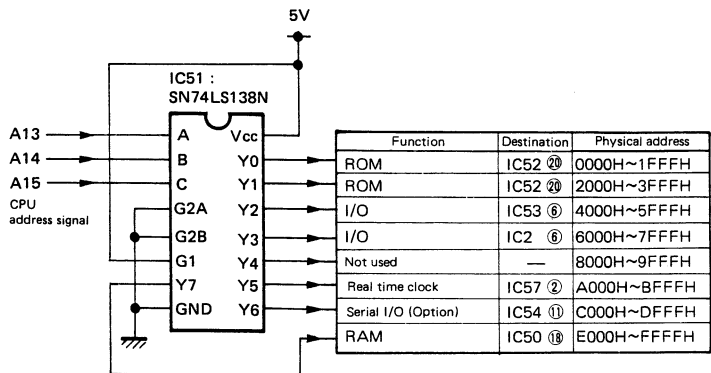 5V
IC51 :
SN74LS138N
A13
A14
A15
CPU
address signal
A Vcc
B Y0
C Y1
G2A Y2
G2B Y3
G1 Y4
Y7 Y5
GND Y6
Function Destination Physical address
ROM IC52 ⑳ 0000H~1FFFH
ROM IC52 ⑳ 2000H~3FFFH
I/O IC53 ⑥ 4000H~5FFFH
I/O IC2 ⑥ 6000H~7FFFH
Not used — 8000H~9FFFH
Real time clock IC57 ② A000H~BFFFH
Serial I/O (Option) IC54 ⑪ C000H~DFFFH
RAM IC50 ⑱ E000H~FFFFH